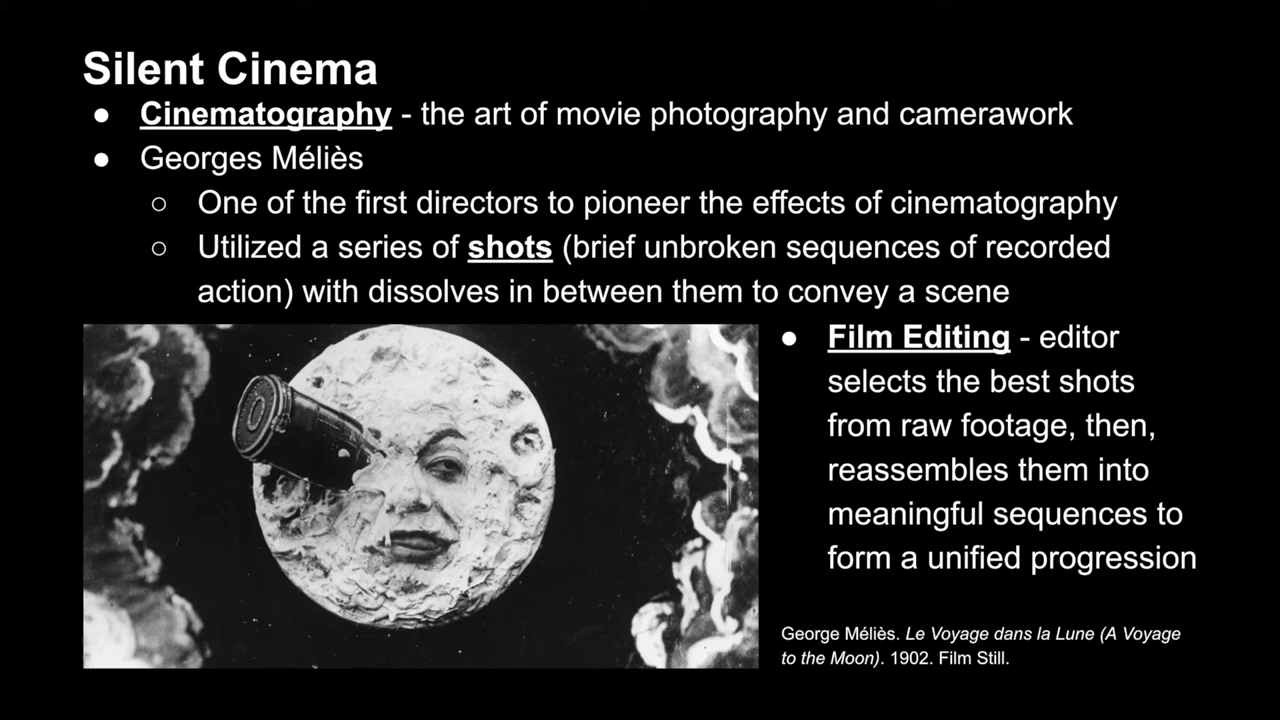 Silent Cinema
● Cinematography - the art of movie photography and camerawork
● Georges Méliès
○ One of the first directors to pioneer the effects of cinematography
○ Utilized a series of shots (brief unbroken sequences of recorded
action) with dissolves in between them to convey a scene
● Film Editing - editor
selects the best shots
from raw footage, then,
reassembles them into
meaningful sequences to
form a unified progression
George Méliès. Le Voyage dans la Lune (A Voyage
to the Moon). 1902. Film Still.